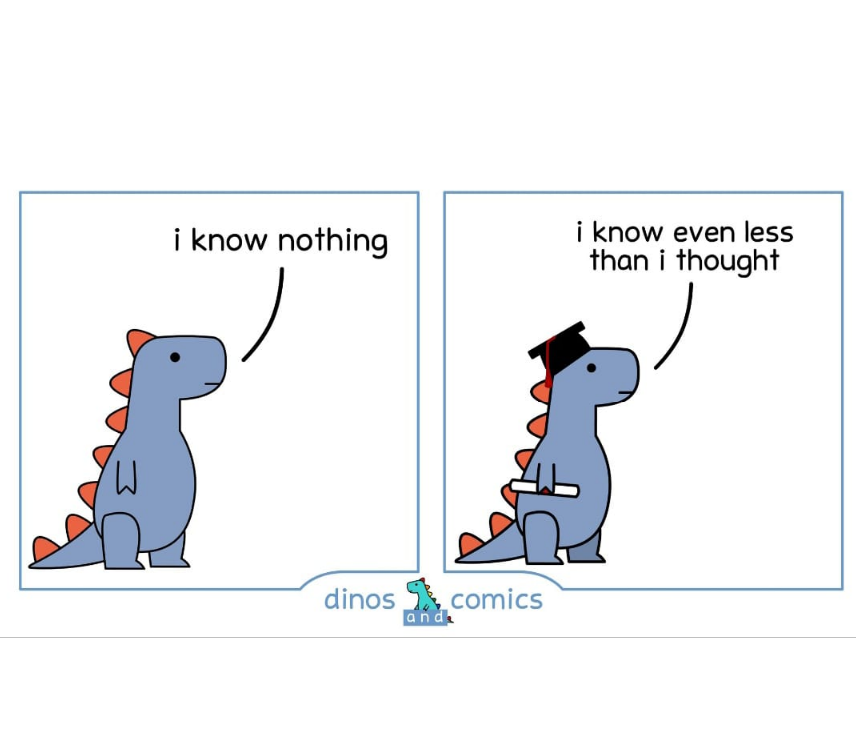 i know nothing
i know even less
than i thought
dinos and comics